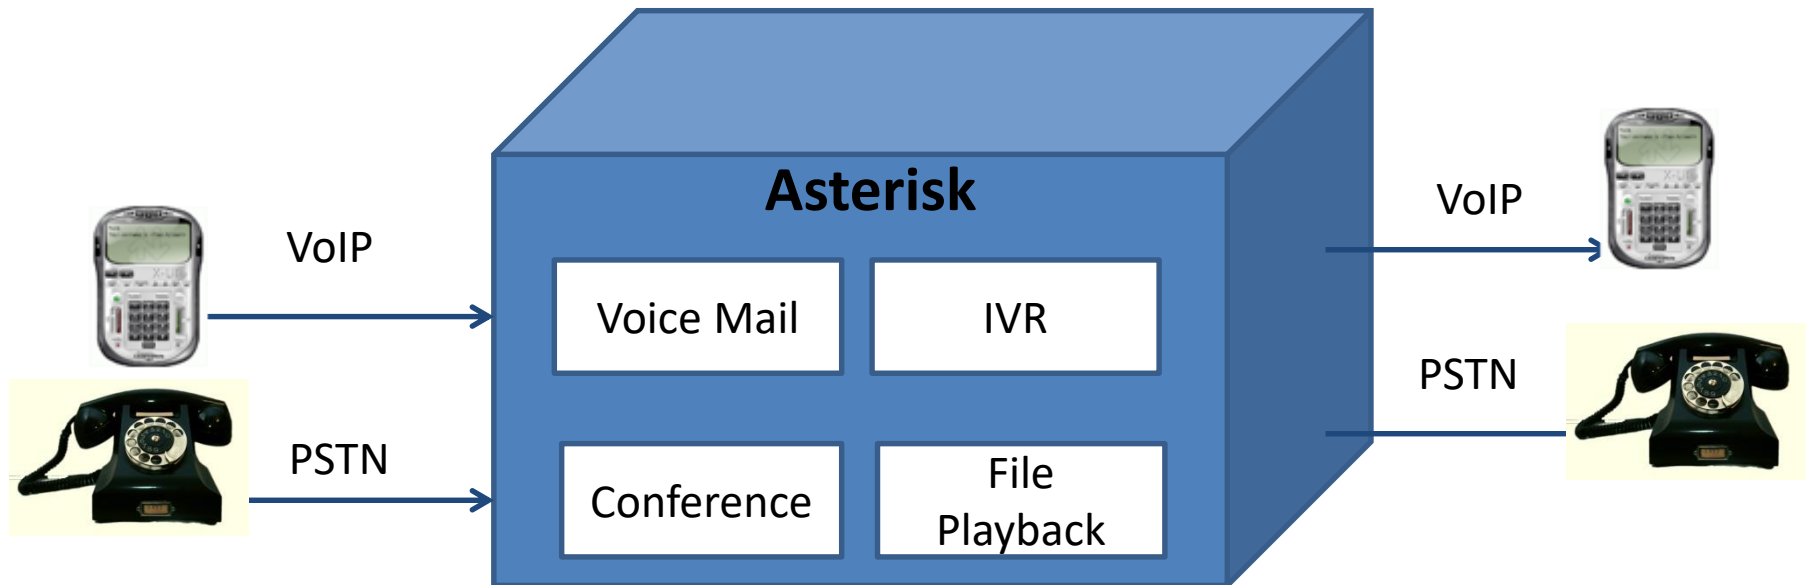 Asterisk
VoIP
VoIP
Voice Mail
IVR
PSTN
PSTN
Conference
File
Playback